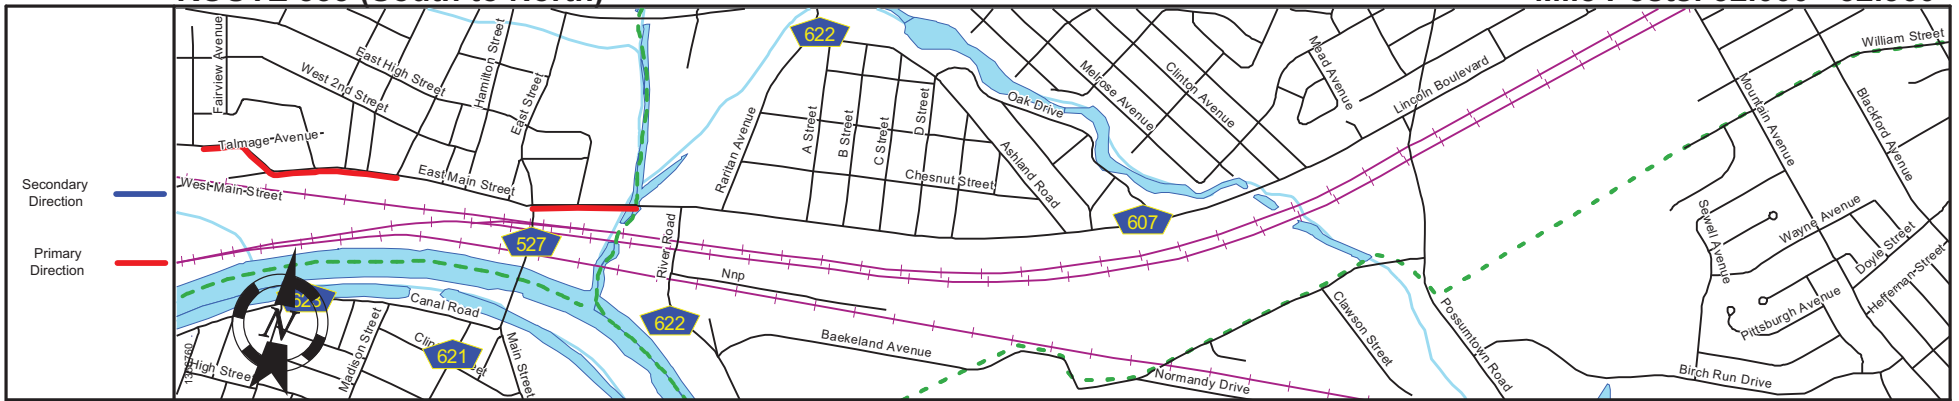 Secondary
Direction
Primary
Direction
Fairview Avenue
East High Street
West 2nd Street
Hamilton Street
East Street
Talmage Avenue
West Main Street
East Main Street
527
623
Canal Road
Madison Street
621
High Street
Main Street
622
Raritan Avenue
A Street
B Street
C Street
D Street
Chesnut Street
Oak Drive
Ashland Road
Melrose Avenue
Clinton Avenue
Mead Avenue
Lincoln Boulevard
607
River Road
Nnp
622
Baekeland Avenue
Normandy Drive
Clawson Street
Possumtown Road
William Street
Mountain Avenue
Blackford Avenue
Sewell Avenue
Wayne Avenue
Doyle Street
Heffernan Street
Pittsburgh Avenue
Birch Run Drive
N